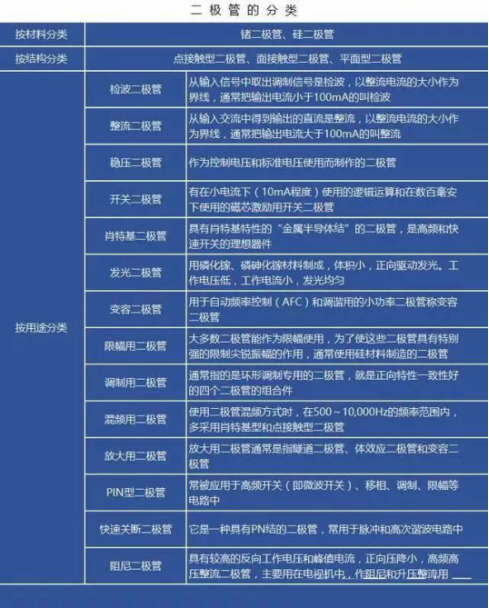 二极管的分类
按材料分类
锗二极管、硅二极管
按结构分类
点接触型二极管、面接触型二极管、平面型二极管
按用途分类
检波二极管
从输入信号中取出调制信号是检波，以整流电流的大小作为
界线，通常把输出电流小于100mA的叫检波
整流二极管
从输入交流中得到输出的直流是整流，以整流电流的大小作
为界线，通常把输出电流大于100mA的叫整流
稳压二极管
作为控制电压和标准电压使用而制作的二极管
开关二极管
有在小电流下（10mA程度）使用的逻辑运算和在数百毫安
下使用的磁芯激励用开关二极管
肖特基二极管
具有肖特基特性的“金属半导体结”的二极管，是高频和快
速开关的理想器件
发光二极管
用磷化镓、磷砷化镓材料制成，体积小，正向驱动发光。工
作电压低，工作电流小，发光均匀
变容二极管
用于自动频率控制（AFC）和调谐用的小功率二极管称变容
二极管
限幅用二极管
大多数二极管能作为限幅使用，为了使这些二极管具有特别
强的限制尖锐振幅的作用，通常使用硅材料制造的二极管
调制用二极管
通常指的是环形调制专用的二极管，就是正向特性一致性好
的四个二极管的组合件
混频用二极管
使用二极管混频方式时，在500～10,000Hz的频率范围内，
多采用肖特基型和点接触型二极管
放大用二极管
放大用二极管通常是指隧道二极管、体效应二极管和变容二
极管
PIN型二极管
常被应用于高频开关（即微波开关）、移相、调制、限幅等
电路中
快速关断二极管
它是一种具有PN结的二极管，常用于脉冲和高次谐波电路中
阻尼二极管
具有较高的反向工作电压和峰值电流，正向压降小，高频高
压整流二极管，主要用在电视机中，作阻尼和升压整流用